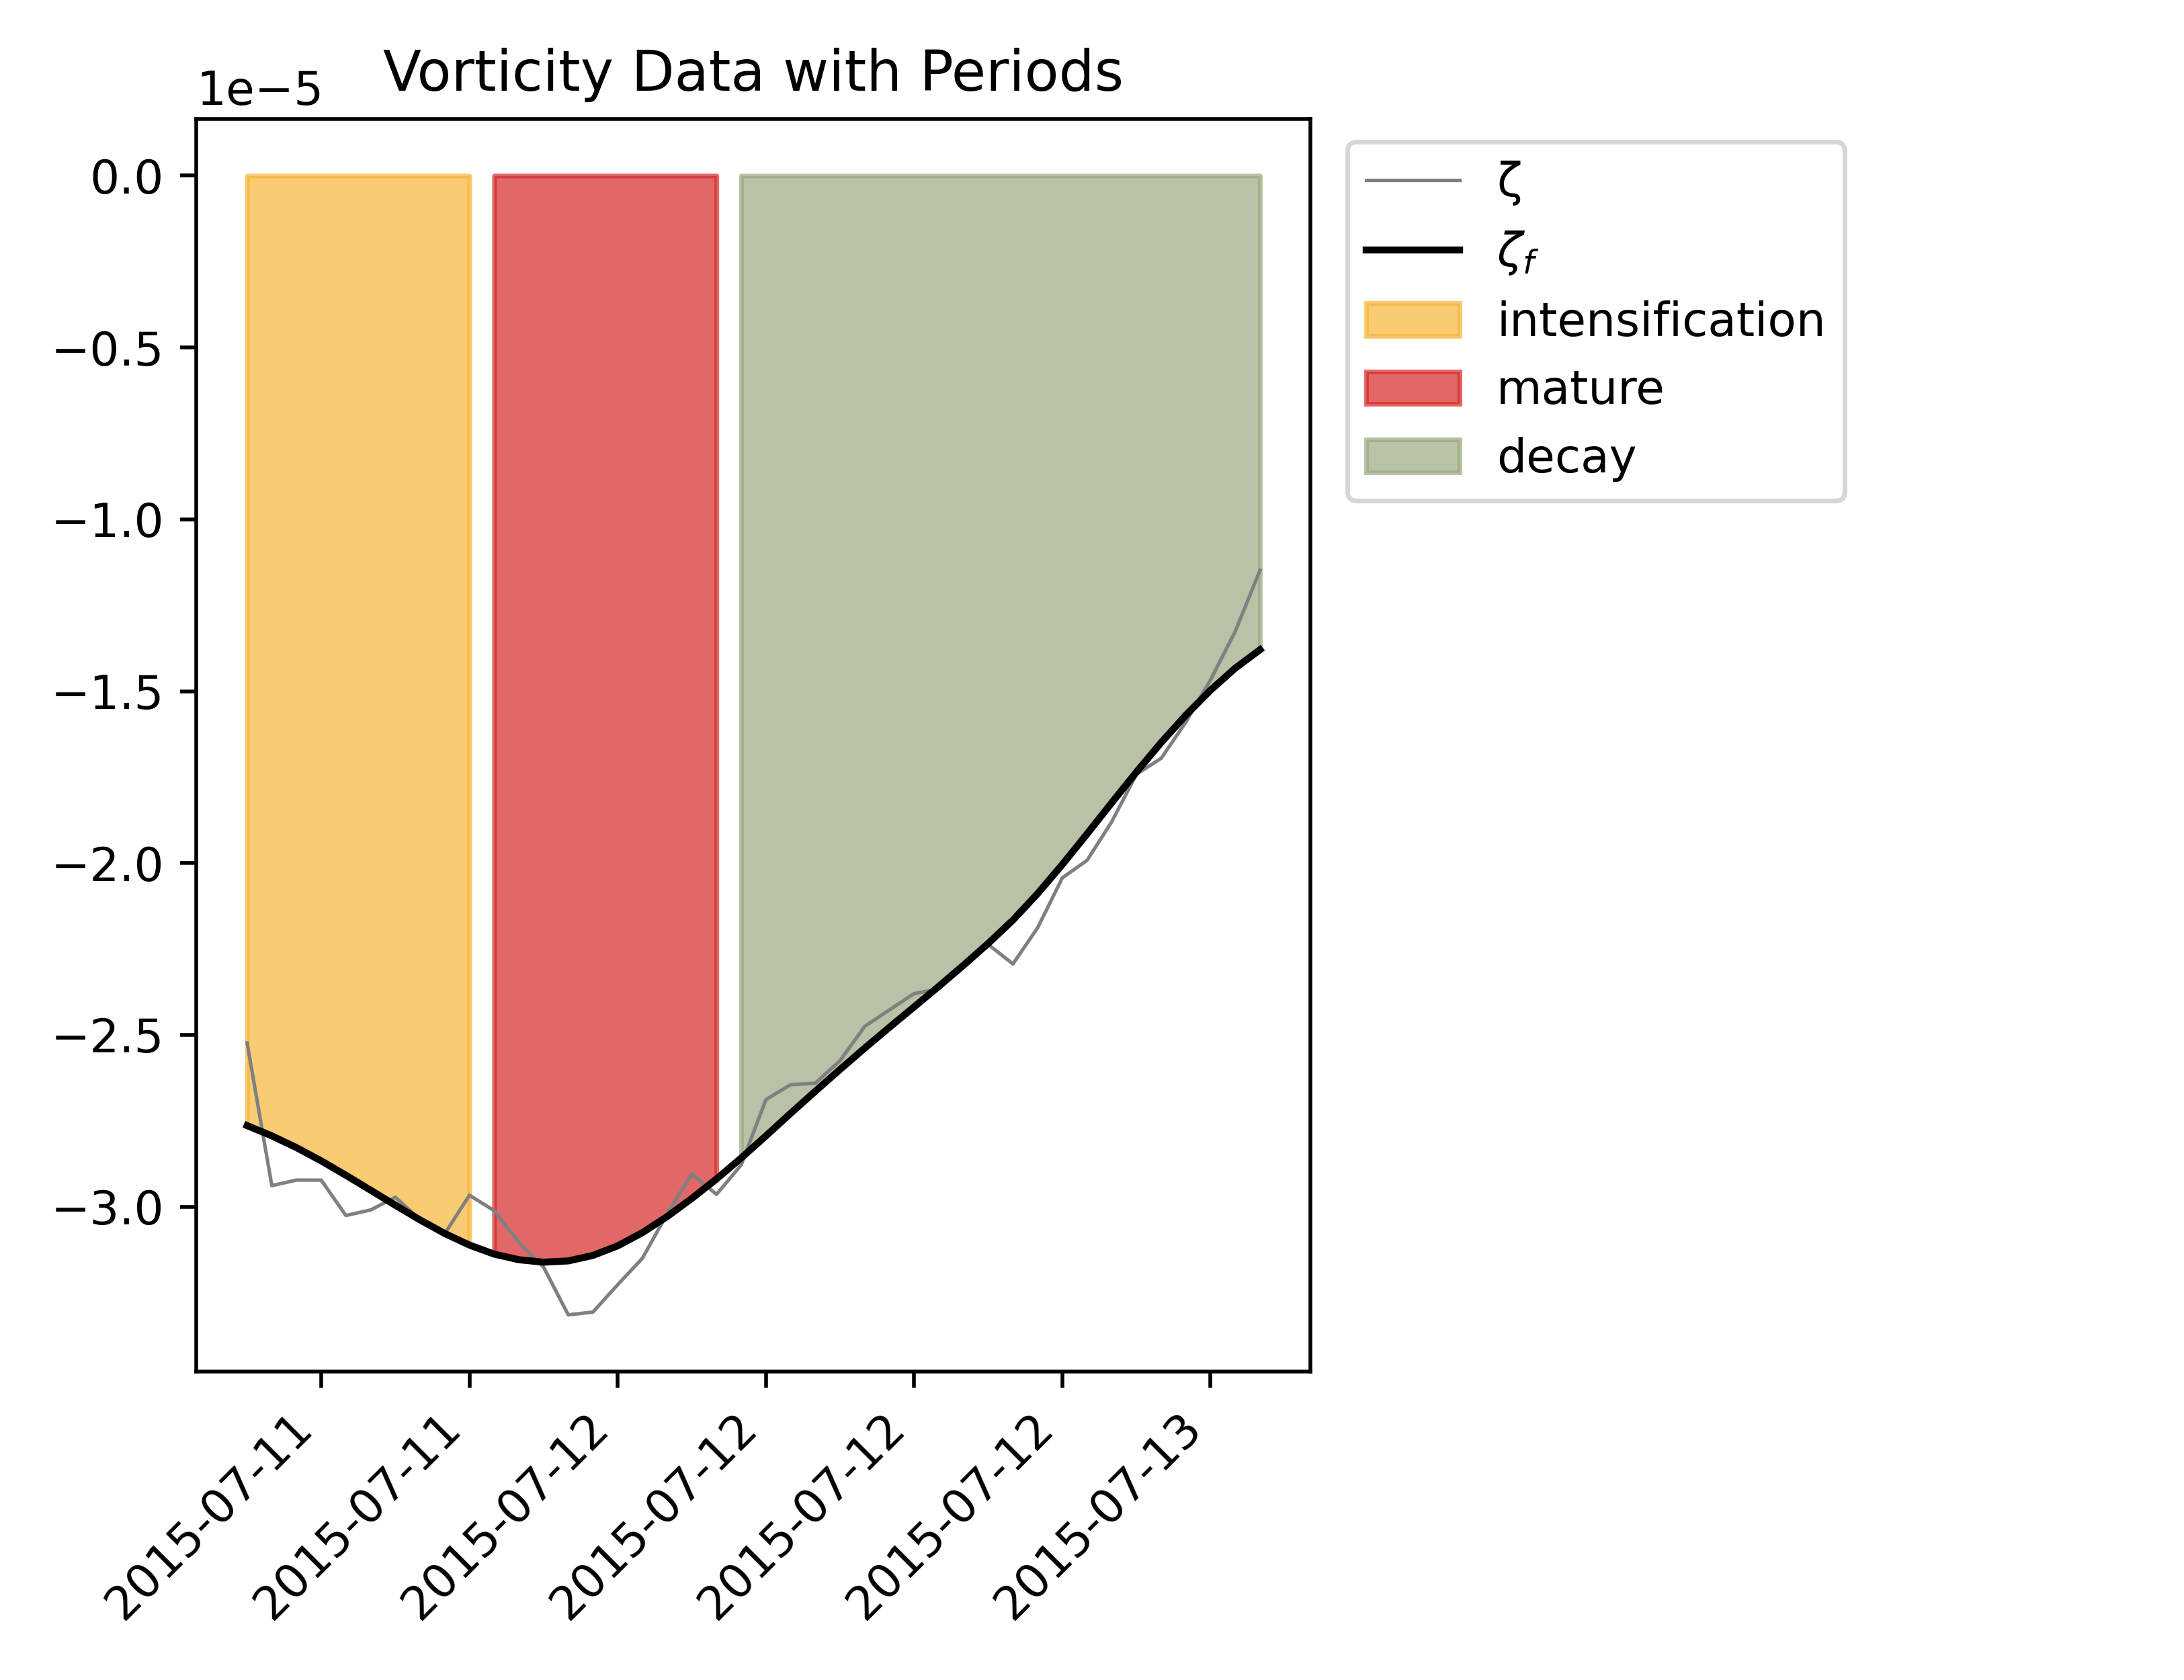 Vorticity Data with Periods
1e−5
0.0
−0.5
−1.0
−1.5
−2.0
−2.5
−3.0
2015-07-11
2015-07-11
2015-07-12
2015-07-12
2015-07-12
2015-07-12
2015-07-13
ζ
ζf
intensification
mature
decay